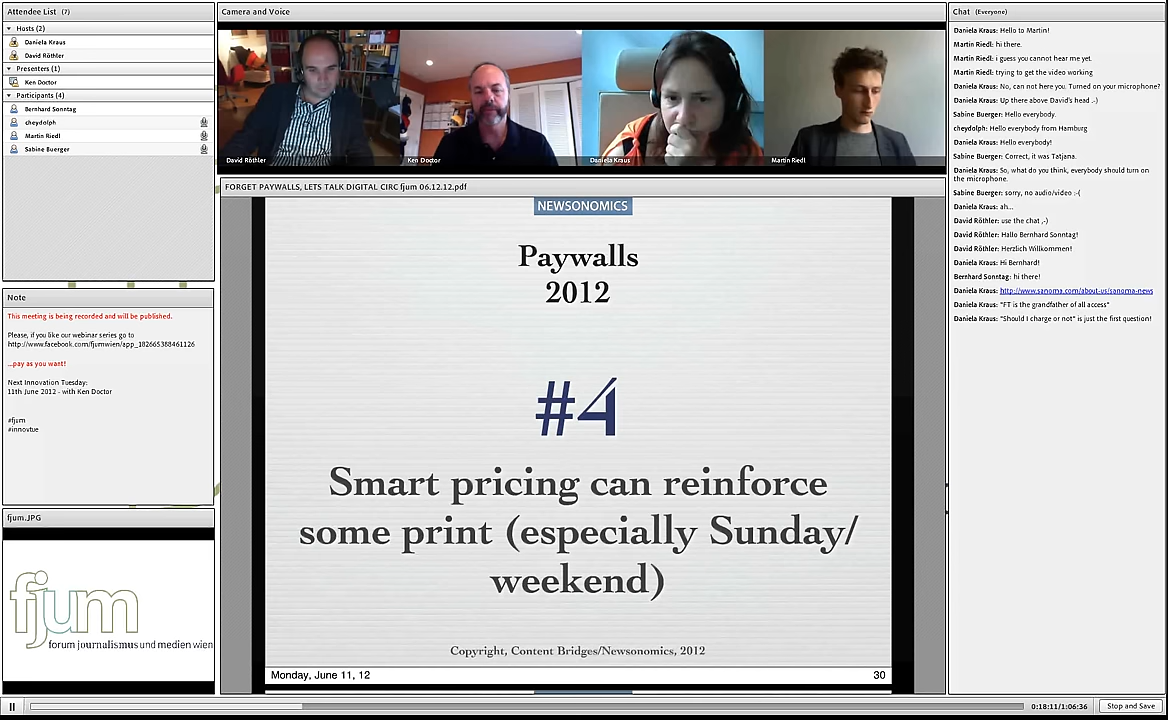 Attendee List (7)
Hosts (2)
Daniela Kraus
David Röthler
Presenters (1)
Ken Doctor
Participants (4)
Bernhard Sonntag
cheydolph
Martin Riedl
Sabine Buerger
Note
This meeting is being recorded and will be published.
Please, if you like our webinar series go to
http://www.facebook.com/fjumwien/app_182665388461126
...pay as you want!
Next Innovation Tuesday:
11th June 2012 - with Ken Doctor
#fjum
#innovtue
fjum.JPG
fjum
forum journalismus und medien wien
Camera and Voice
David Röthler
Ken Doctor
Daniela Kraus
Martin Riedl
FORGET PAYWALLS, LETS TALK DIGITAL CIRC fjum 06.12.12.pdf
NEWSONOMICS
Paywalls
2012
#4
Smart pricing can reinforce
some print (especially Sunday/
weekend)
Copyright, Content Bridges/Newsonomics, 2012
Monday, June 11, 12
30
Chat (Everyone)
Daniela Kraus: Hello to Martin!
Martin Riedl: hi there.
Martin Riedl: i guess you cannot hear me yet.
Martin Riedl: trying to get the video working
Daniela Kraus: No, can not here you. Turned on your microphone?
Daniela Kraus: Up there above David's head :-)
Sabine Buerger: Hello everybody.
cheydolph: Hello everybody from Hamburg
Daniela Kraus: Hello everybody!
Sabine Buerger: Correct, it was Tatjana.
Daniela Kraus: So, what do you think, everybody should turn on
the microphone.
Sabine Buerger: sorry, no audio/video :-(
Daniela Kraus: ah...
David Röthler: use the chat ,-)
David Röthler: Hallo Bernhard Sonntag!
David Röthler: Herzlich Willkommen!
Daniela Kraus: Hi Bernhard!
Bernhard Sonntag: hi there!
Daniela Kraus: http://www.sanoma.com/about-us/sanoma-news
Daniela Kraus: "FT is the grandfather of all access"
Daniela Kraus: "Should I charge or not" is just the first question!
0:18:11/1:06:36
Stop and Save